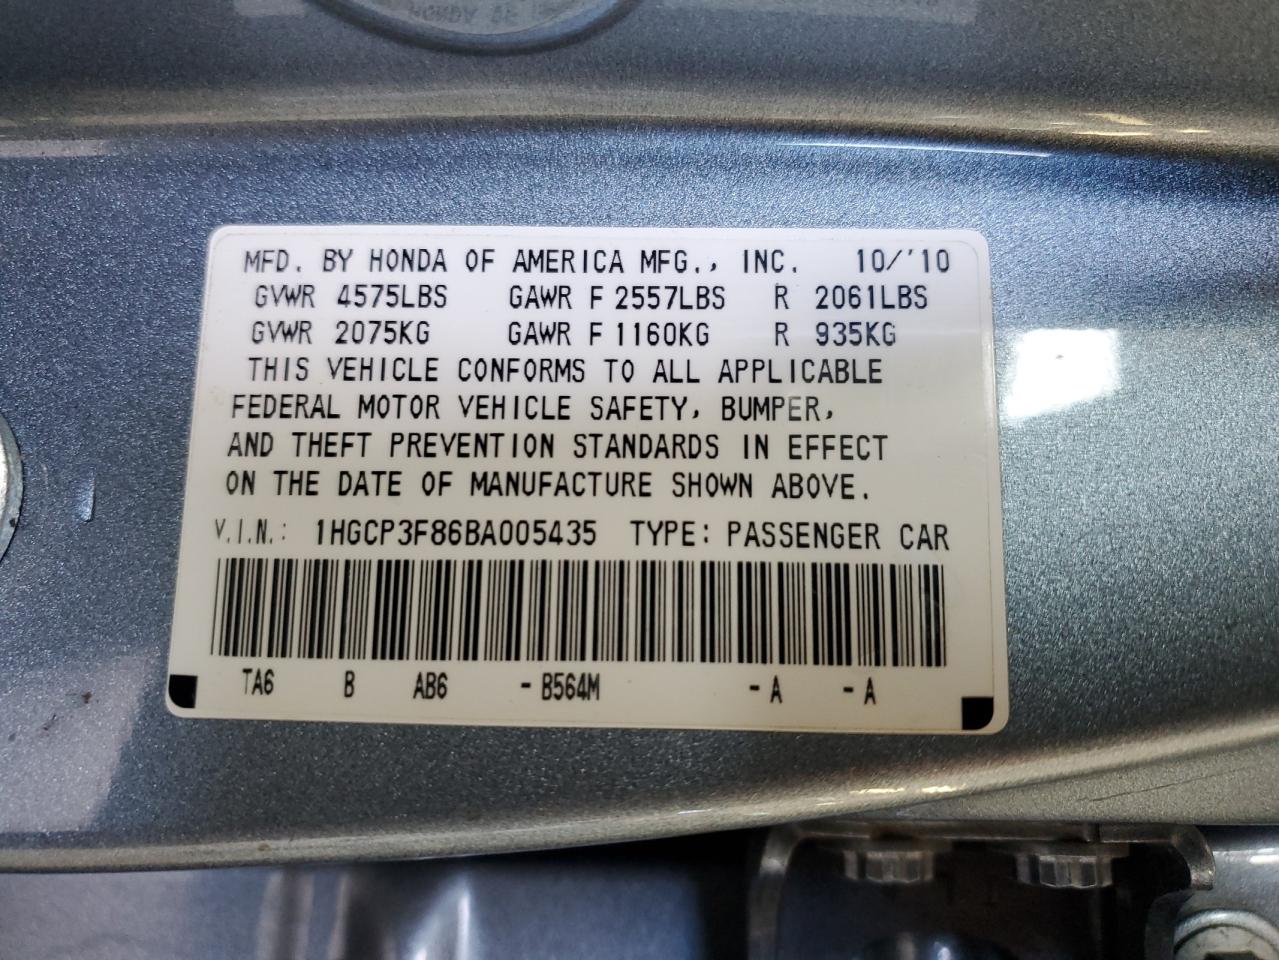 MFD. BY HONDA OF AMERICA MFG., INC. 10/'10
GVWR 4575LBS GAWR F 2557LBS R 2061LBS
GVWR 2075KG GAWR F 1160KG R 935KG
THIS VEHICLE CONFORMS TO ALL APPLICABLE
FEDERAL MOTOR VEHICLE SAFETY, BUMPER,
AND THEFT PREVENTION STANDARDS IN EFFECT
ON THE DATE OF MANUFACTURE SHOWN ABOVE.
V.I.N.: 1HGCP3F86BA005435 TYPE: PASSENGER CAR
TA6 B AB6 - B564M - A - A